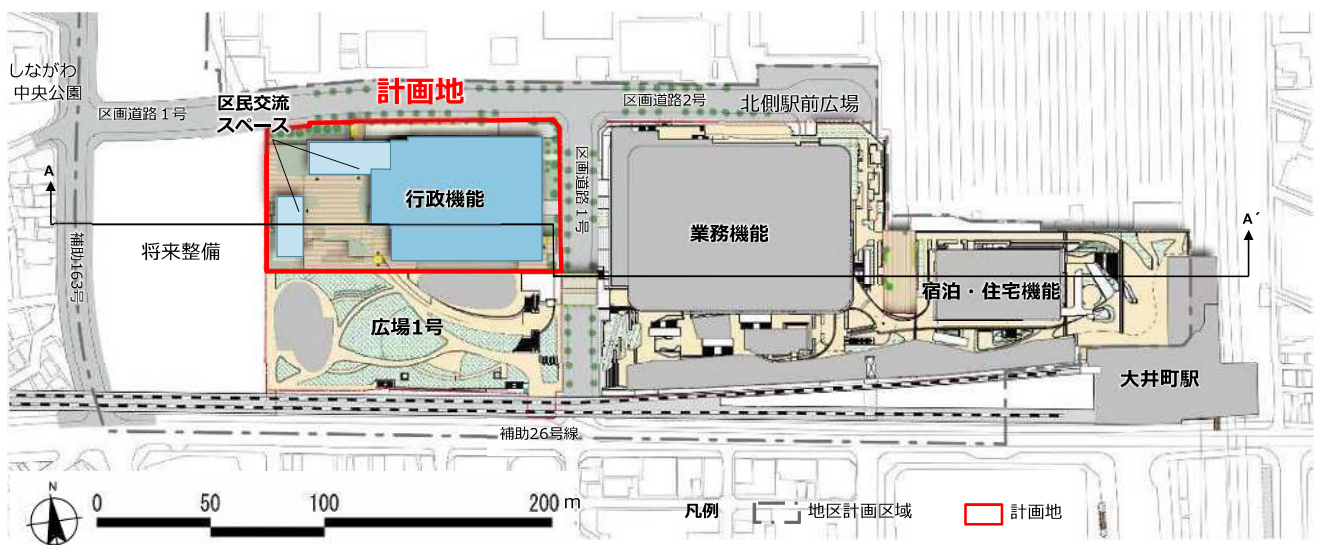 しながわ
中央公園
区画道路1号
区民交流
スペース
計画地
区画道路2号
北側駅前広場
A
行政機能
区画道路1号
業務機能
A´
将来整備
補助163号
宿泊・住宅機能
広場1号
大井町駅
補助26号線
N
0 50 100 200 m
凡例 地区計画区域 計画地